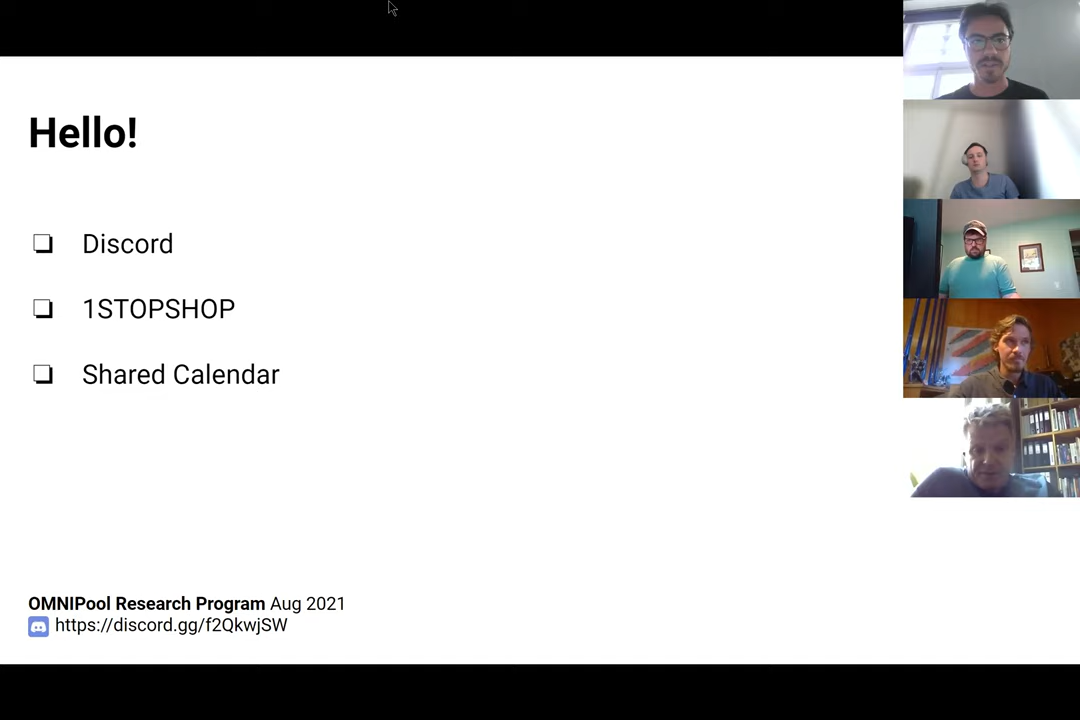 Hello!
Discord
1STOPSHOP
Shared Calendar
OMNIPool Research Program Aug 2021
https://discord.gg/f2QkwjSW